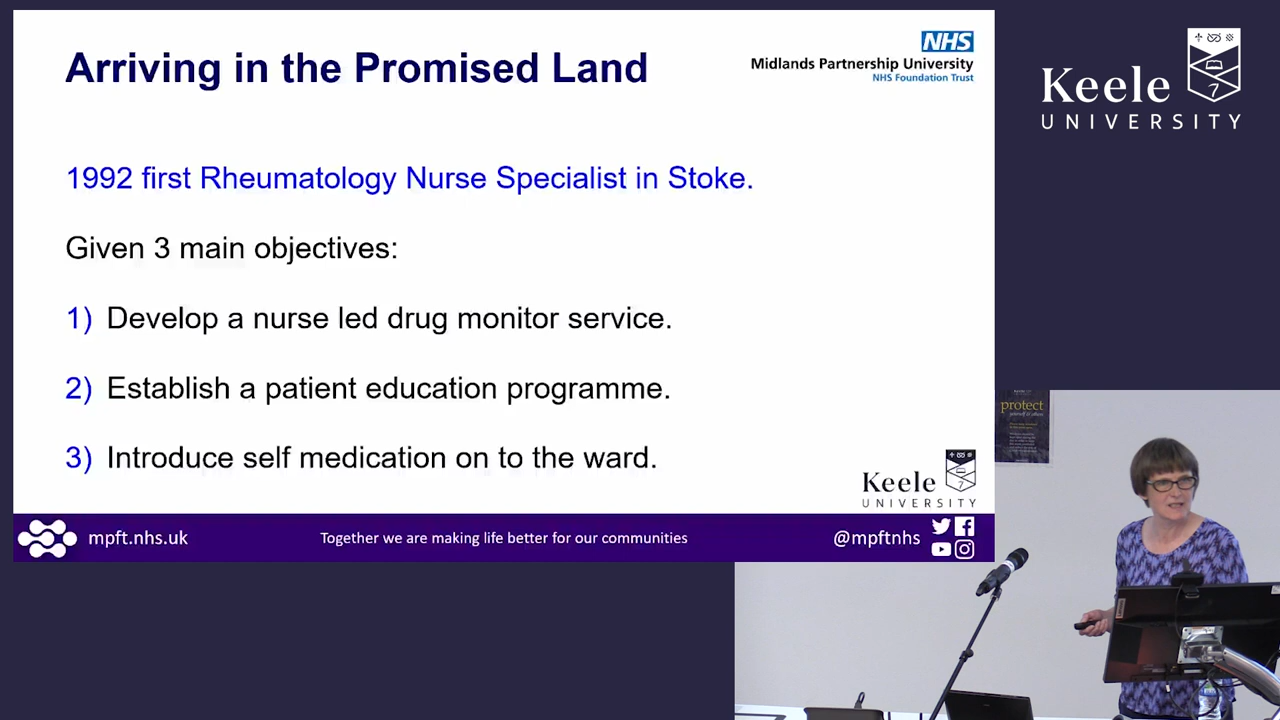 Arriving in the Promised Land
NHS
Midlands Partnership University
NHS Foundation Trust
Keele
UNIVERSITY
1992 first Rheumatology Nurse Specialist in Stoke.
Given 3 main objectives:
1) Develop a nurse led drug monitor service.
2) Establish a patient education programme.
3) Introduce self medication on to the ward.
Keele
UNIVERSITY
mpft.nhs.uk
Together we are making life better for our communities
@mpftnhs
protect